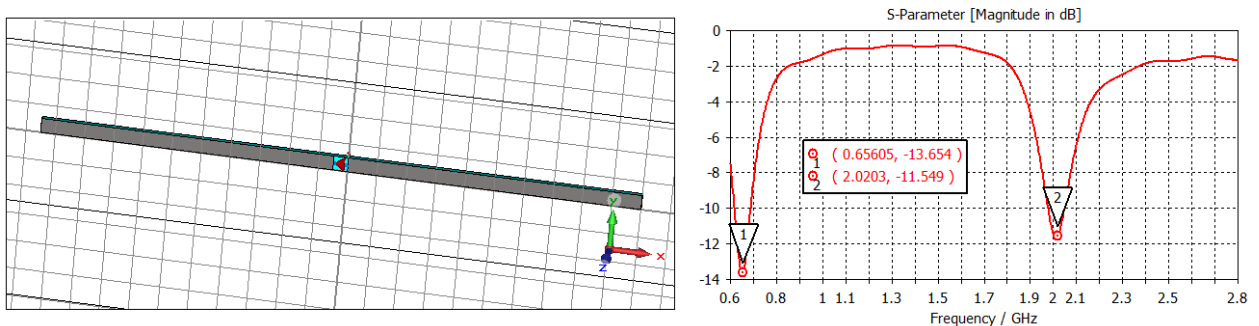 y
x
z
S-Parameter [Magnitude in dB]
0
-2
-4
-6
-8
-10
-12
-14
1 ( 0.65605, -13.654 )
2 ( 2.0203, -11.549 )
1
2
0.6 0.8 1 1.1 1.3 1.5 1.7 1.9 2 2.1 2.3 2.5 2.8
Frequency / GHz